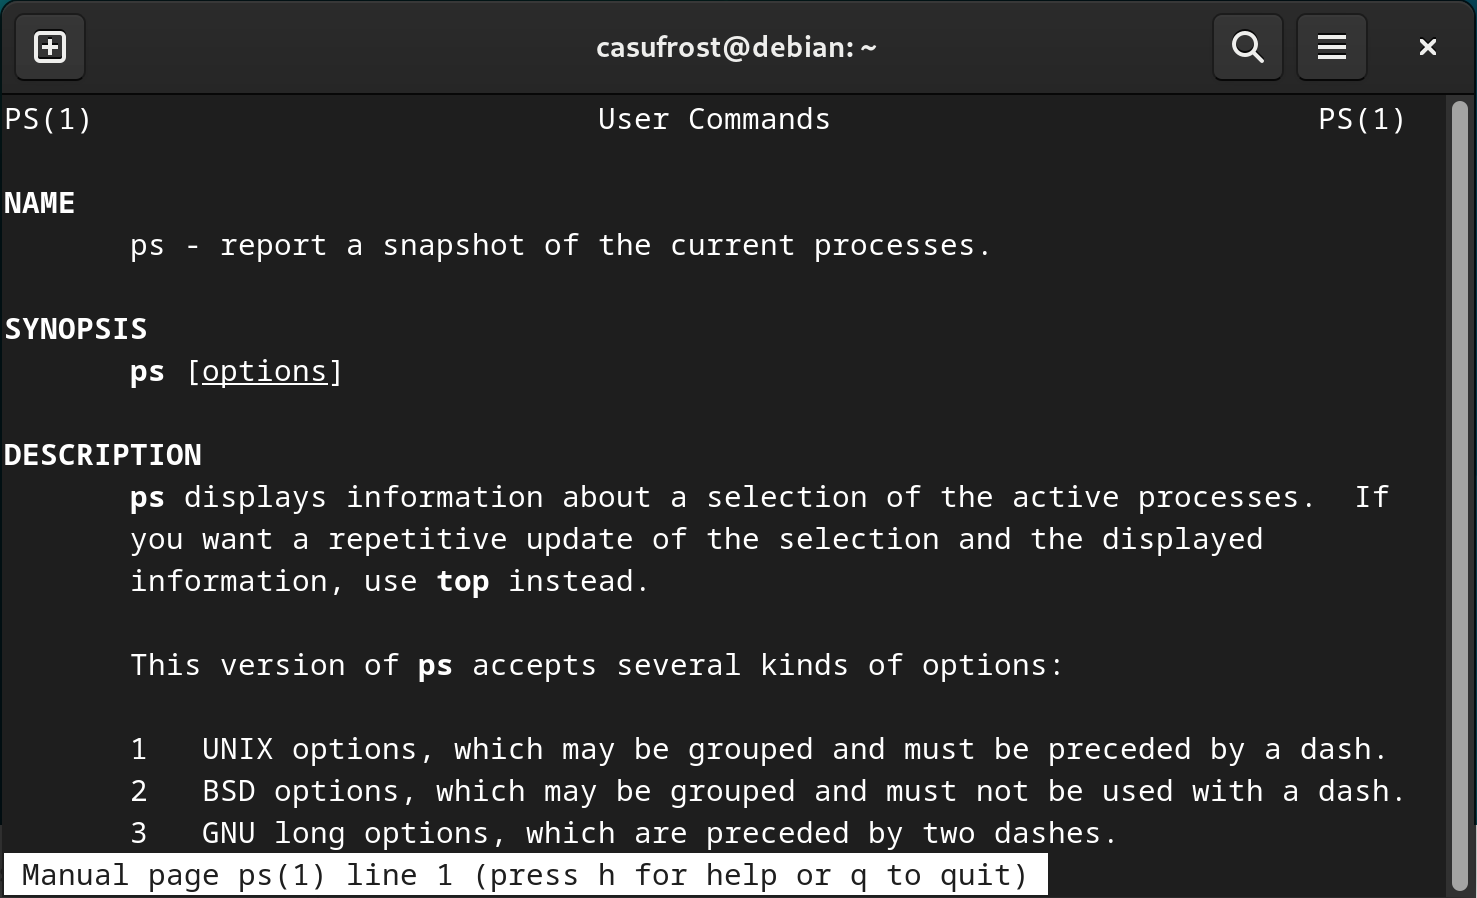 casufrost@debian: ~
PS(1) User Commands PS(1)
NAME
ps - report a snapshot of the current processes.
SYNOPSIS
ps [options]
DESCRIPTION
ps displays information about a selection of the active processes.  If
you want a repetitive update of the selection and the displayed
information, use top instead.
This version of ps accepts several kinds of options:
1   UNIX options, which may be grouped and must be preceded by a dash.
2   BSD options, which may be grouped and must not be used with a dash.
3   GNU long options, which are preceded by two dashes.
Manual page ps(1) line 1 (press h for help or q to quit)